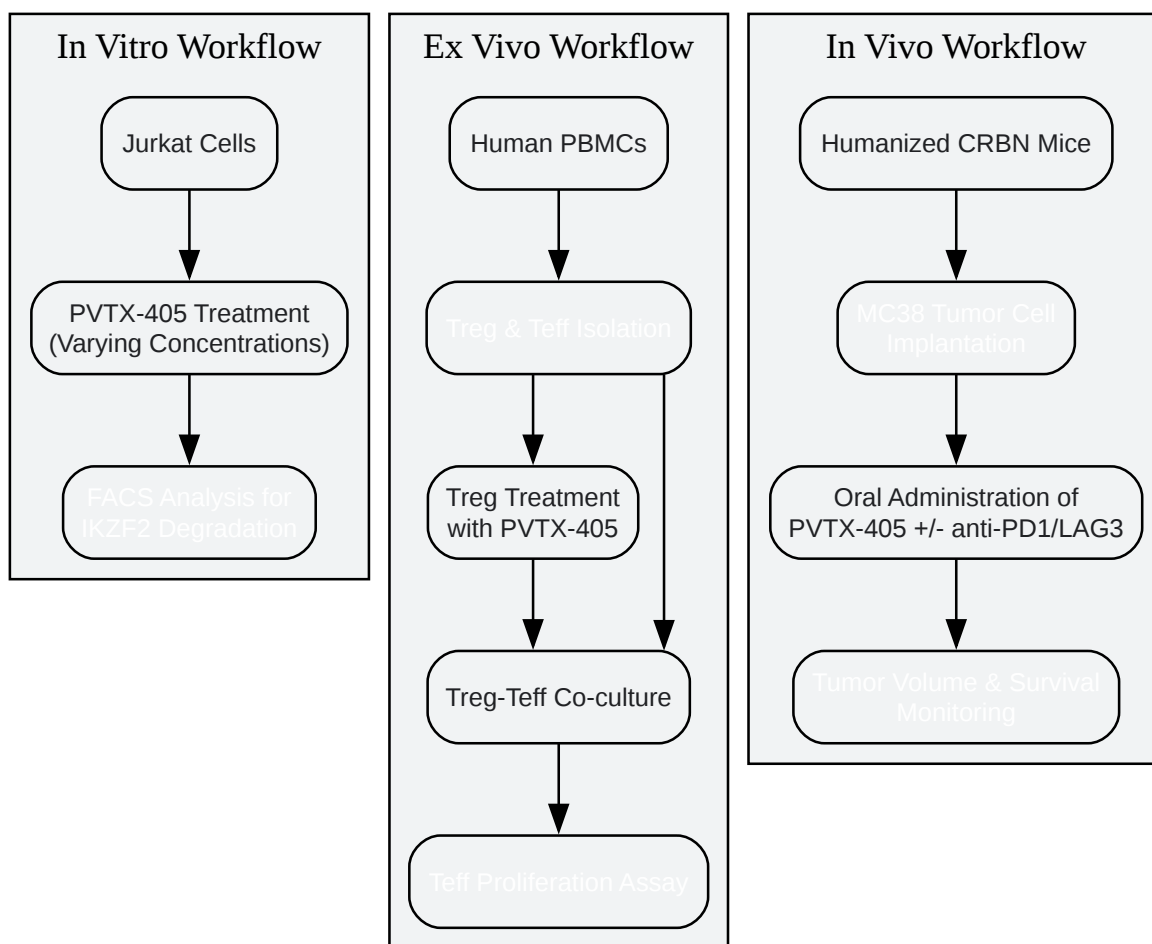 In Vitro Workflow
Jurkat Cells
PVTX-405 Treatment
(Varying Concentrations)
FACS Analysis for
IKZF2 Degradation
Ex Vivo Workflow
Human PBMCs
Treg & Teff Isolation
Treg Treatment
with PVTX-405
Treg-Teff Co-culture
Teff Proliferation Assay
In Vivo Workflow
Humanized CRBN Mice
MC38 Tumor Cell
Implantation
Oral Administration of
PVTX-405 +/- anti-PD1/LAG3
Tumor Volume & Survival
Monitoring